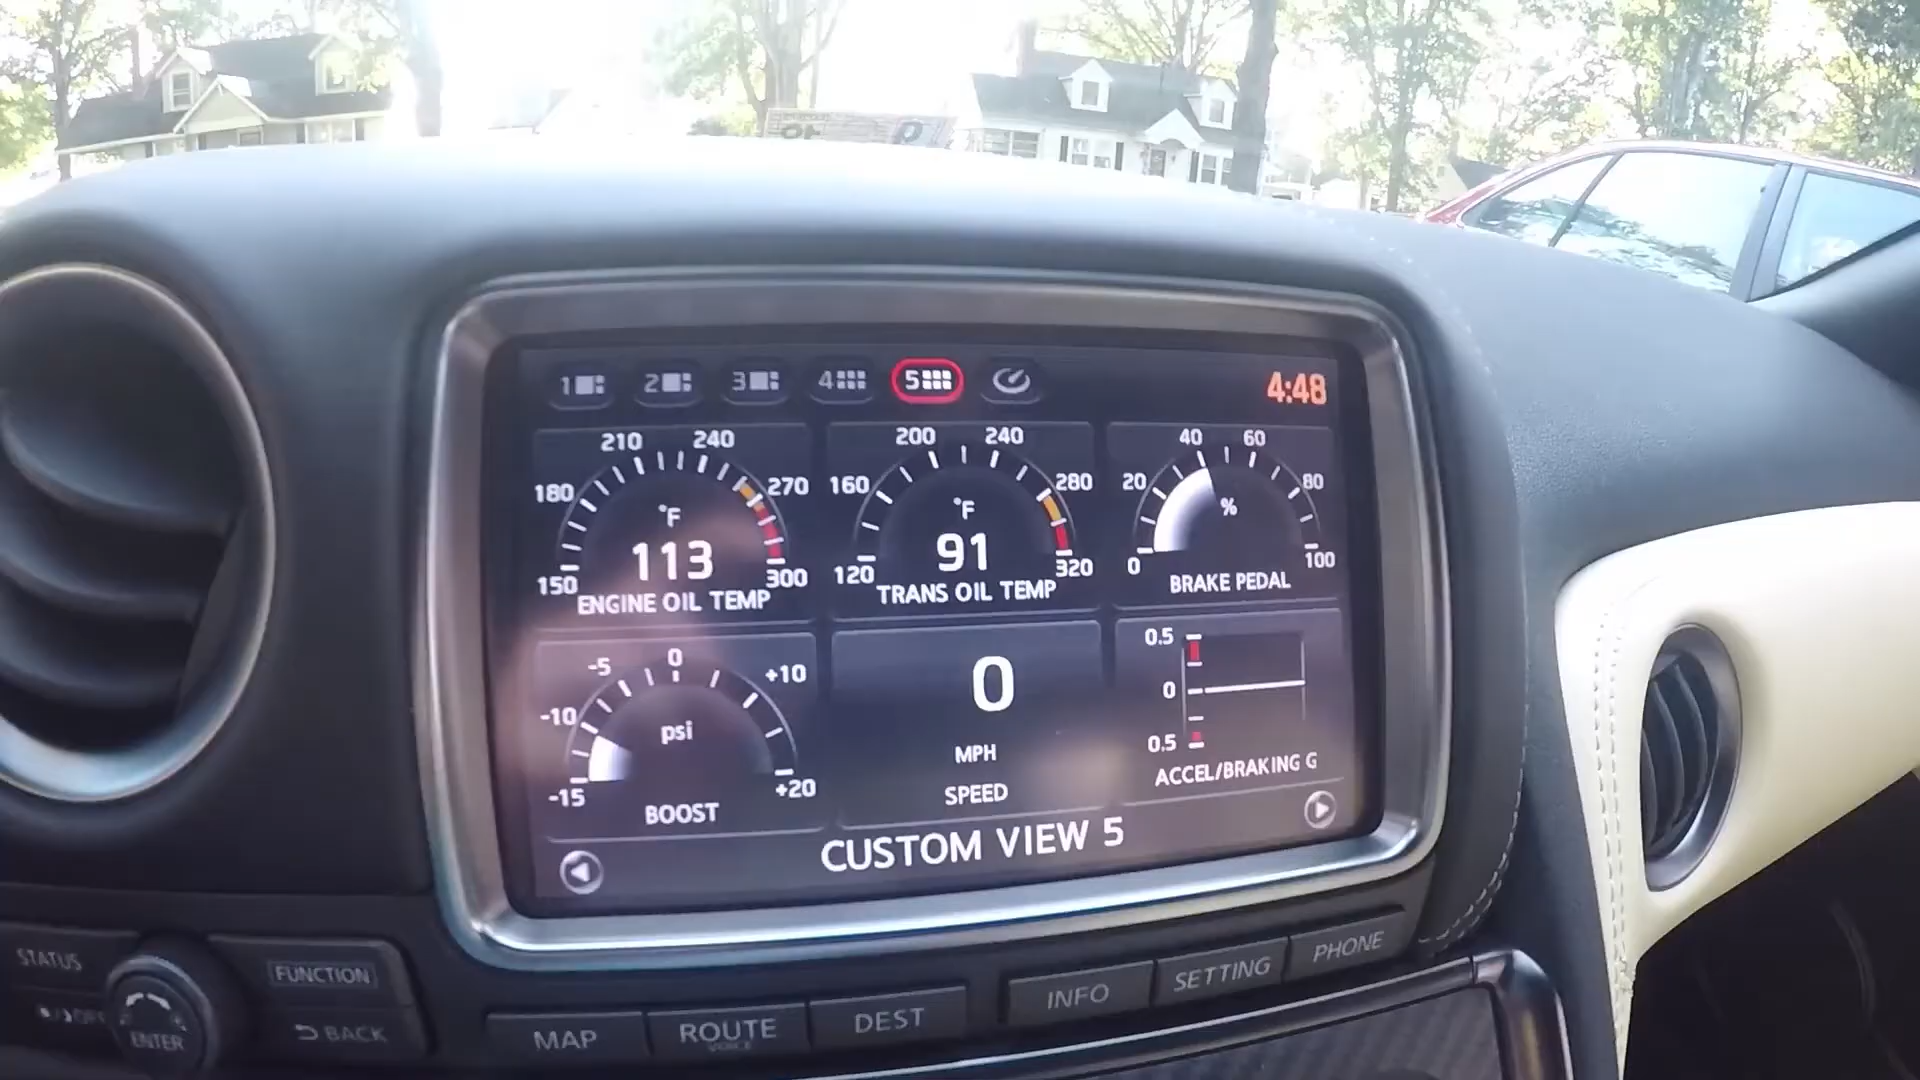 1 2 3 4 5 4:48
210 240
180 270
°F
113
150 300
ENGINE OIL TEMP
200 240
160 280
°F
91
120 320
TRANS OIL TEMP
40 60
20 80
%
0 100
BRAKE PEDAL
0
-5 +10
-10
psi
-15 +20
BOOST
0
MPH
SPEED
0.5
0
0.5
ACCEL/BRAKING G
CUSTOM VIEW 5
STATUS
FUNCTION
ENTER
BACK
MAP
ROUTE
VOICE
DEST
INFO
SETTING
PHONE